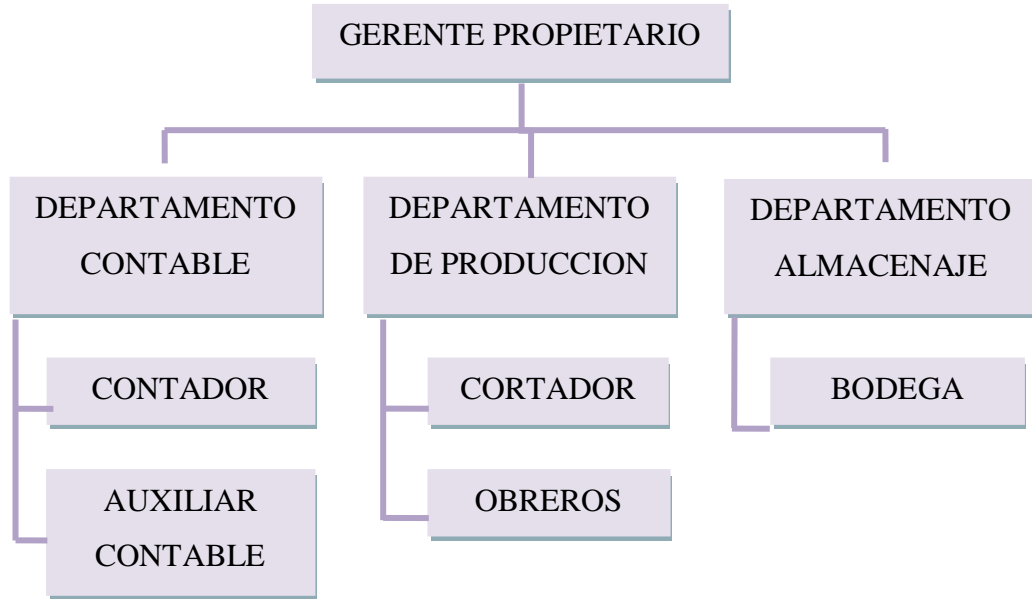 GERENTE PROPIETARIO
DEPARTAMENTO
CONTABLE
DEPARTAMENTO
DE PRODUCCION
DEPARTAMENTO
ALMACENAJE
CONTADOR
CORTADOR
BODEGA
AUXILIAR
CONTABLE
OBREROS